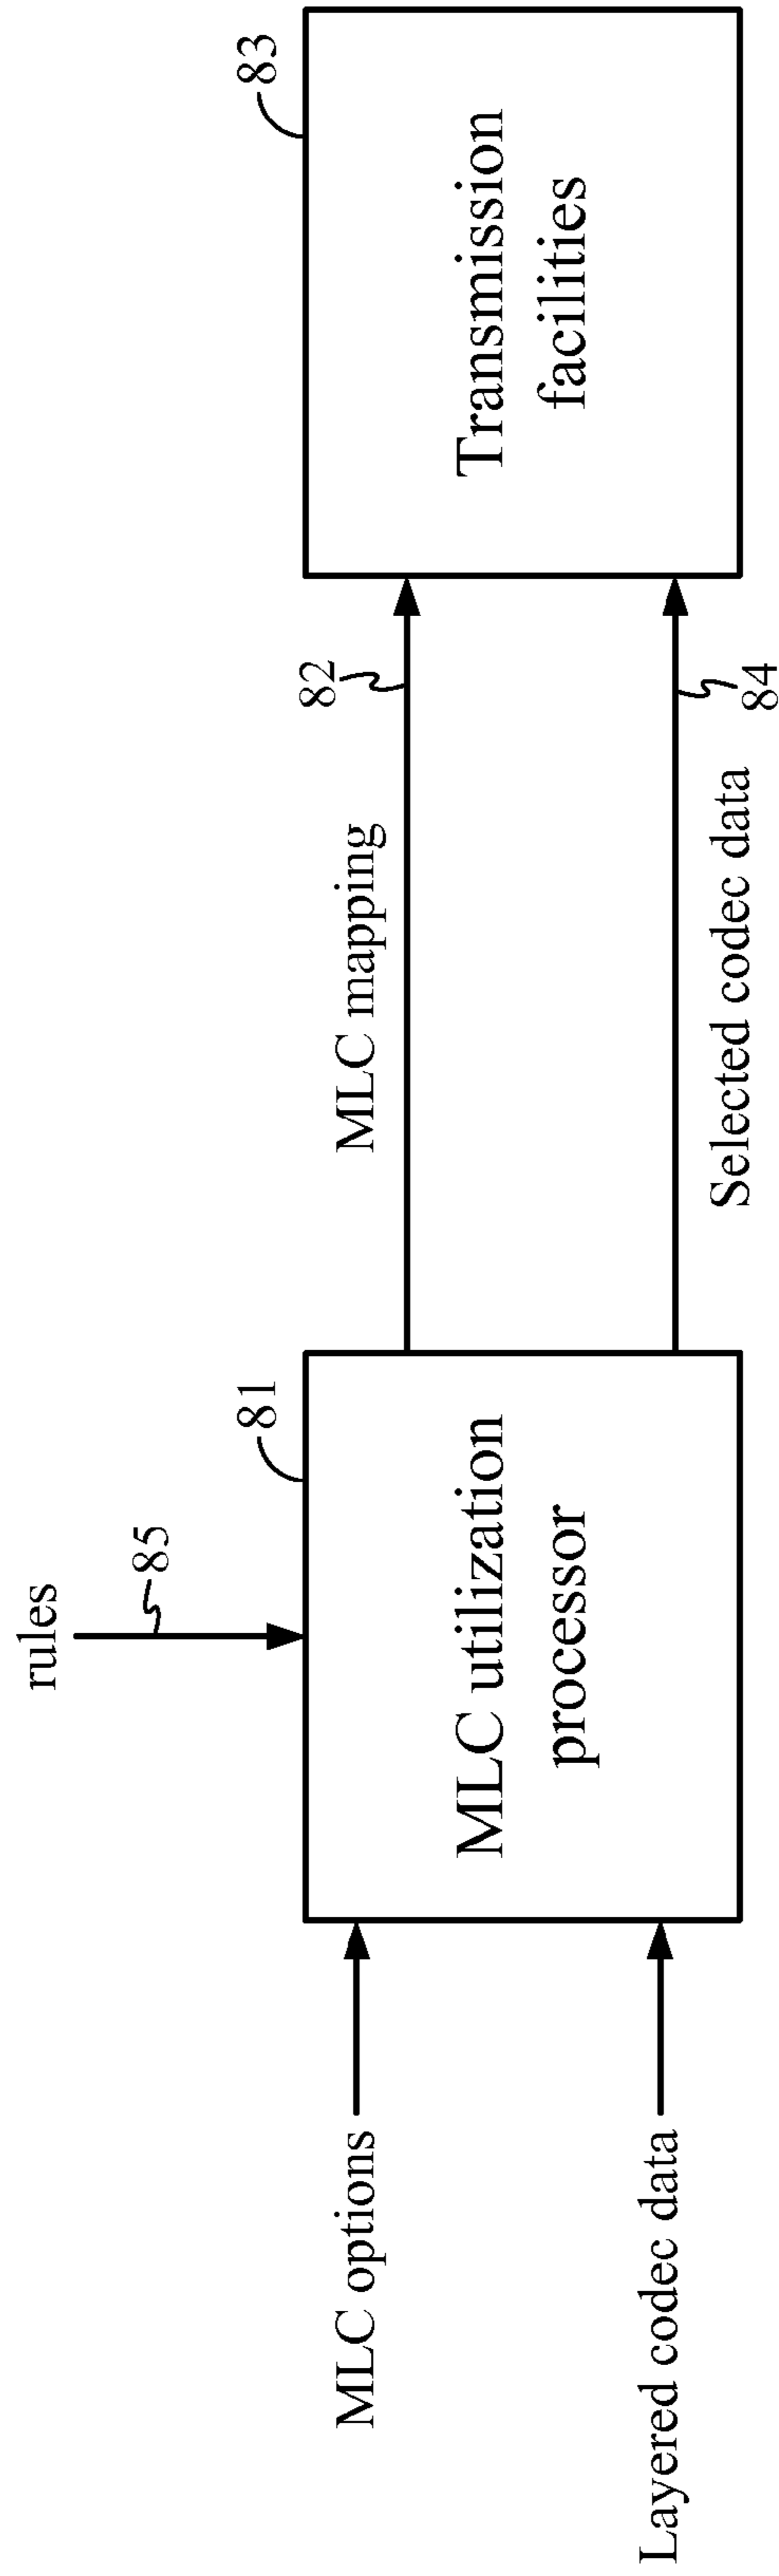 rules
85
81
83
MLC options
MLC utilization
processor
MLC mapping
82
Transmission
facilities
Layered codec data
Selected codec data
84